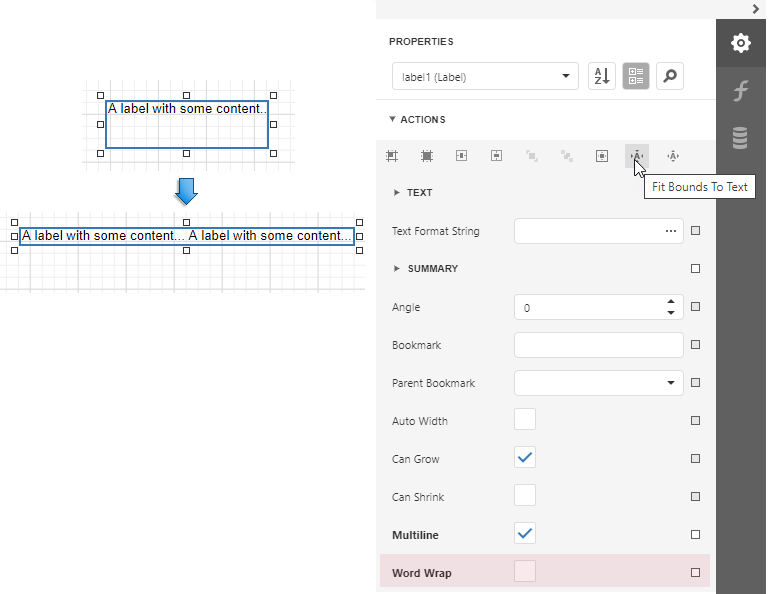 A label with some content..
A label with some content... A label with some content...
PROPERTIES
label1 (Label)
A
Z
ACTIONS
A
A
Fit Bounds To Text
TEXT
Text Format String
...
SUMMARY
Angle
0
Bookmark
Parent Bookmark
Auto Width
Can Grow
Can Shrink
Multiline
Word Wrap